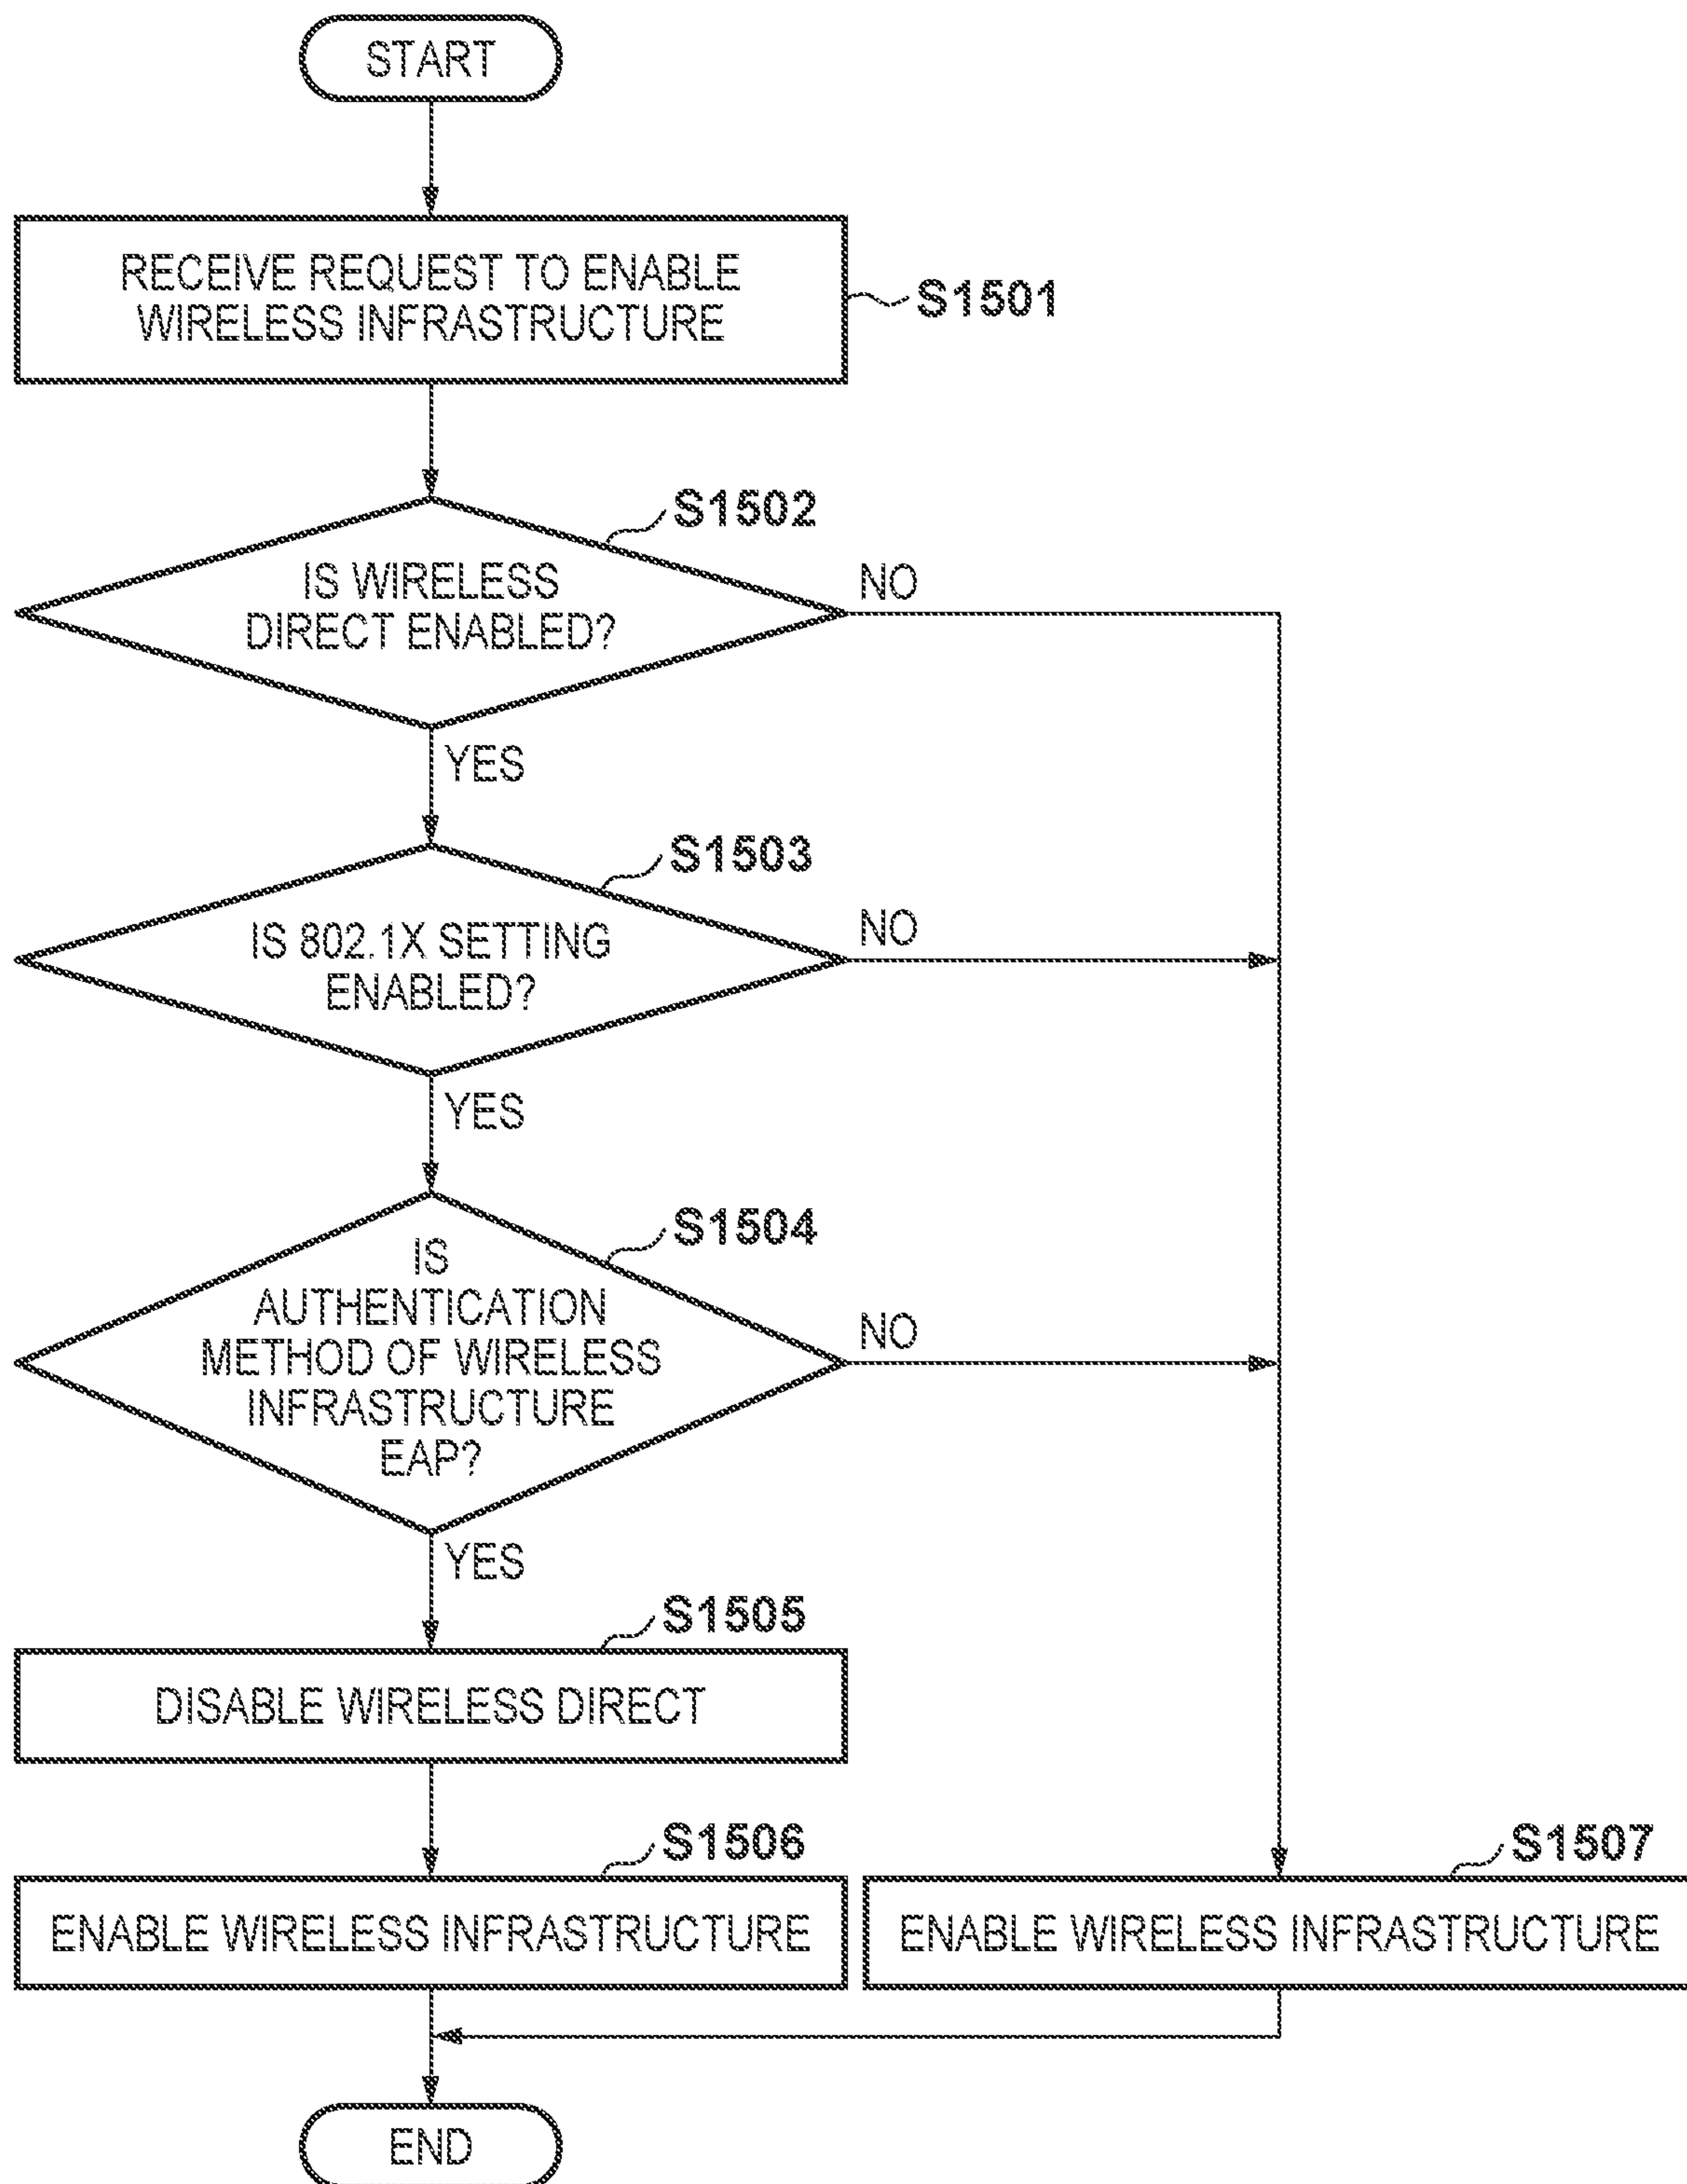 START
RECEIVE REQUEST TO ENABLE
WIRELESS INFRASTRUCTURE
S1501
S1502
IS WIRELESS
DIRECT ENABLED?
NO
YES
S1503
IS 802.1X SETTING
ENABLED?
NO
YES
S1504
IS
AUTHENTICATION
METHOD OF WIRELESS
INFRASTRUCTURE
EAP?
NO
YES
S1505
DISABLE WIRELESS DIRECT
S1506
ENABLE WIRELESS INFRASTRUCTURE
S1507
ENABLE WIRELESS INFRASTRUCTURE
END